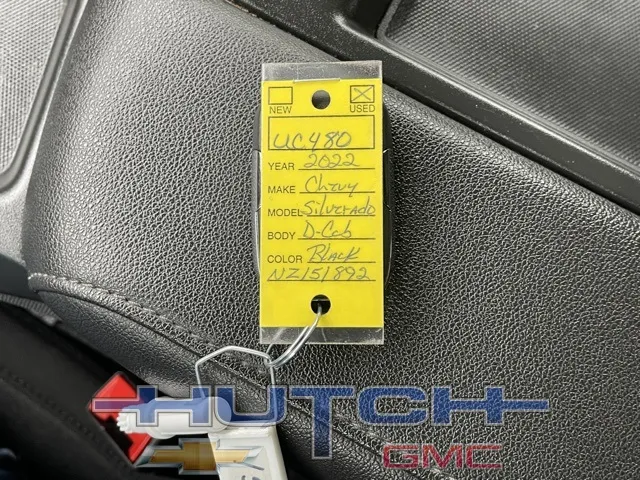 NEW USED
UC480
YEAR 2022
MAKE Chevy
MODEL Silverado
BODY D-Cab
COLOR Black
NZ151892
HUTCH
GMC